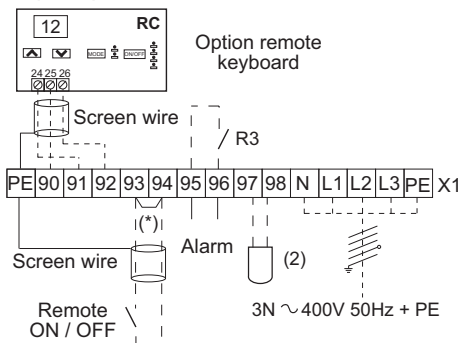 12 RC
MODE ON/OFF
24 25 26
Option remote
keyboard
Screen wire
R3
PE 90 91 92 93 94 95 96 97 98 N L1 L2 L3 PE X1
(*)
Alarm
(2)
Screen wire
3N ~ 400V 50Hz + PE
Remote
ON / OFF